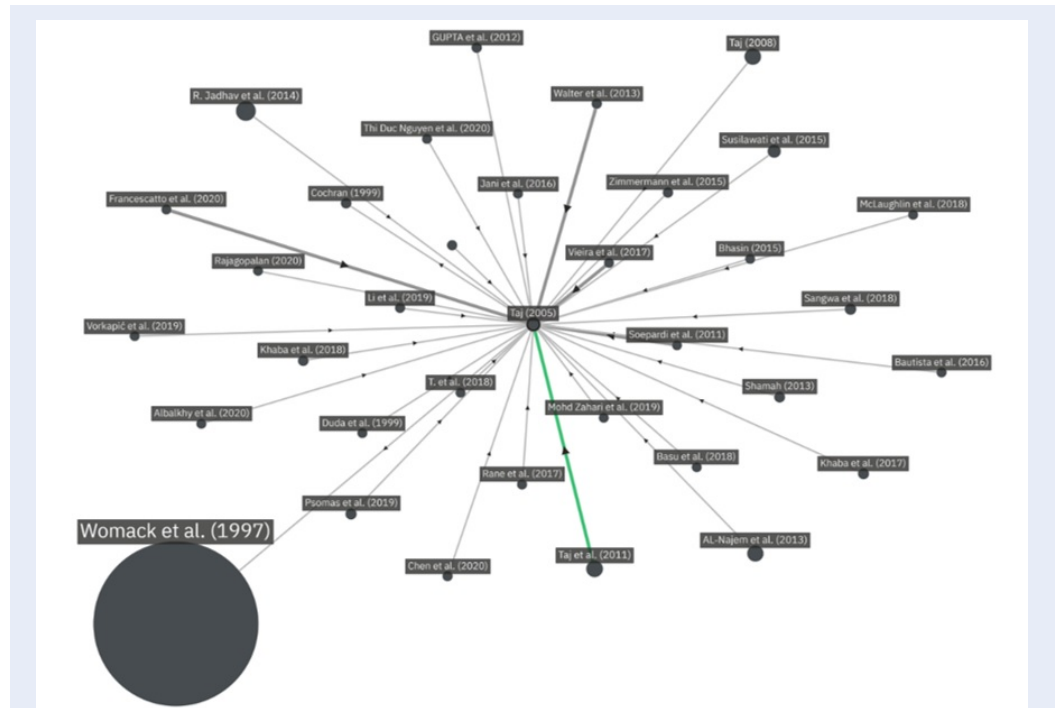 GUPTA et al. (2012)
Taj (2008)
R. Jadhav et al. (2014)
Walter et al. (2013)
Thi Duc Nguyen et al. (2020)
Susilawati et al. (2015)
Jani et al. (2016)
Zimmermann et al. (2015)
Cochran (1999)
Francescatto et al. (2020)
McLaughlin et al. (2018)
Vieira et al. (2017)
Bhasin (2015)
Rajagopalan (2020)
Li et al. (2019)
Sangwa et al. (2018)
Taj (2005)
Vorkapić et al. (2019)
Soepardi et al. (2011)
Khaba et al. (2018)
Bautista et al. (2016)
T. et al. (2018)
Shamah (2013)
Albalkhy et al. (2020)
Mohd Zahari et al. (2019)
Duda et al. (1999)
Basu et al. (2018)
Khaba et al. (2017)
Rane et al. (2017)
Psomas et al. (2019)
Womack et al. (1997)
AL-Najem et al. (2013)
Taj et al. (2011)
Chen et al. (2020)